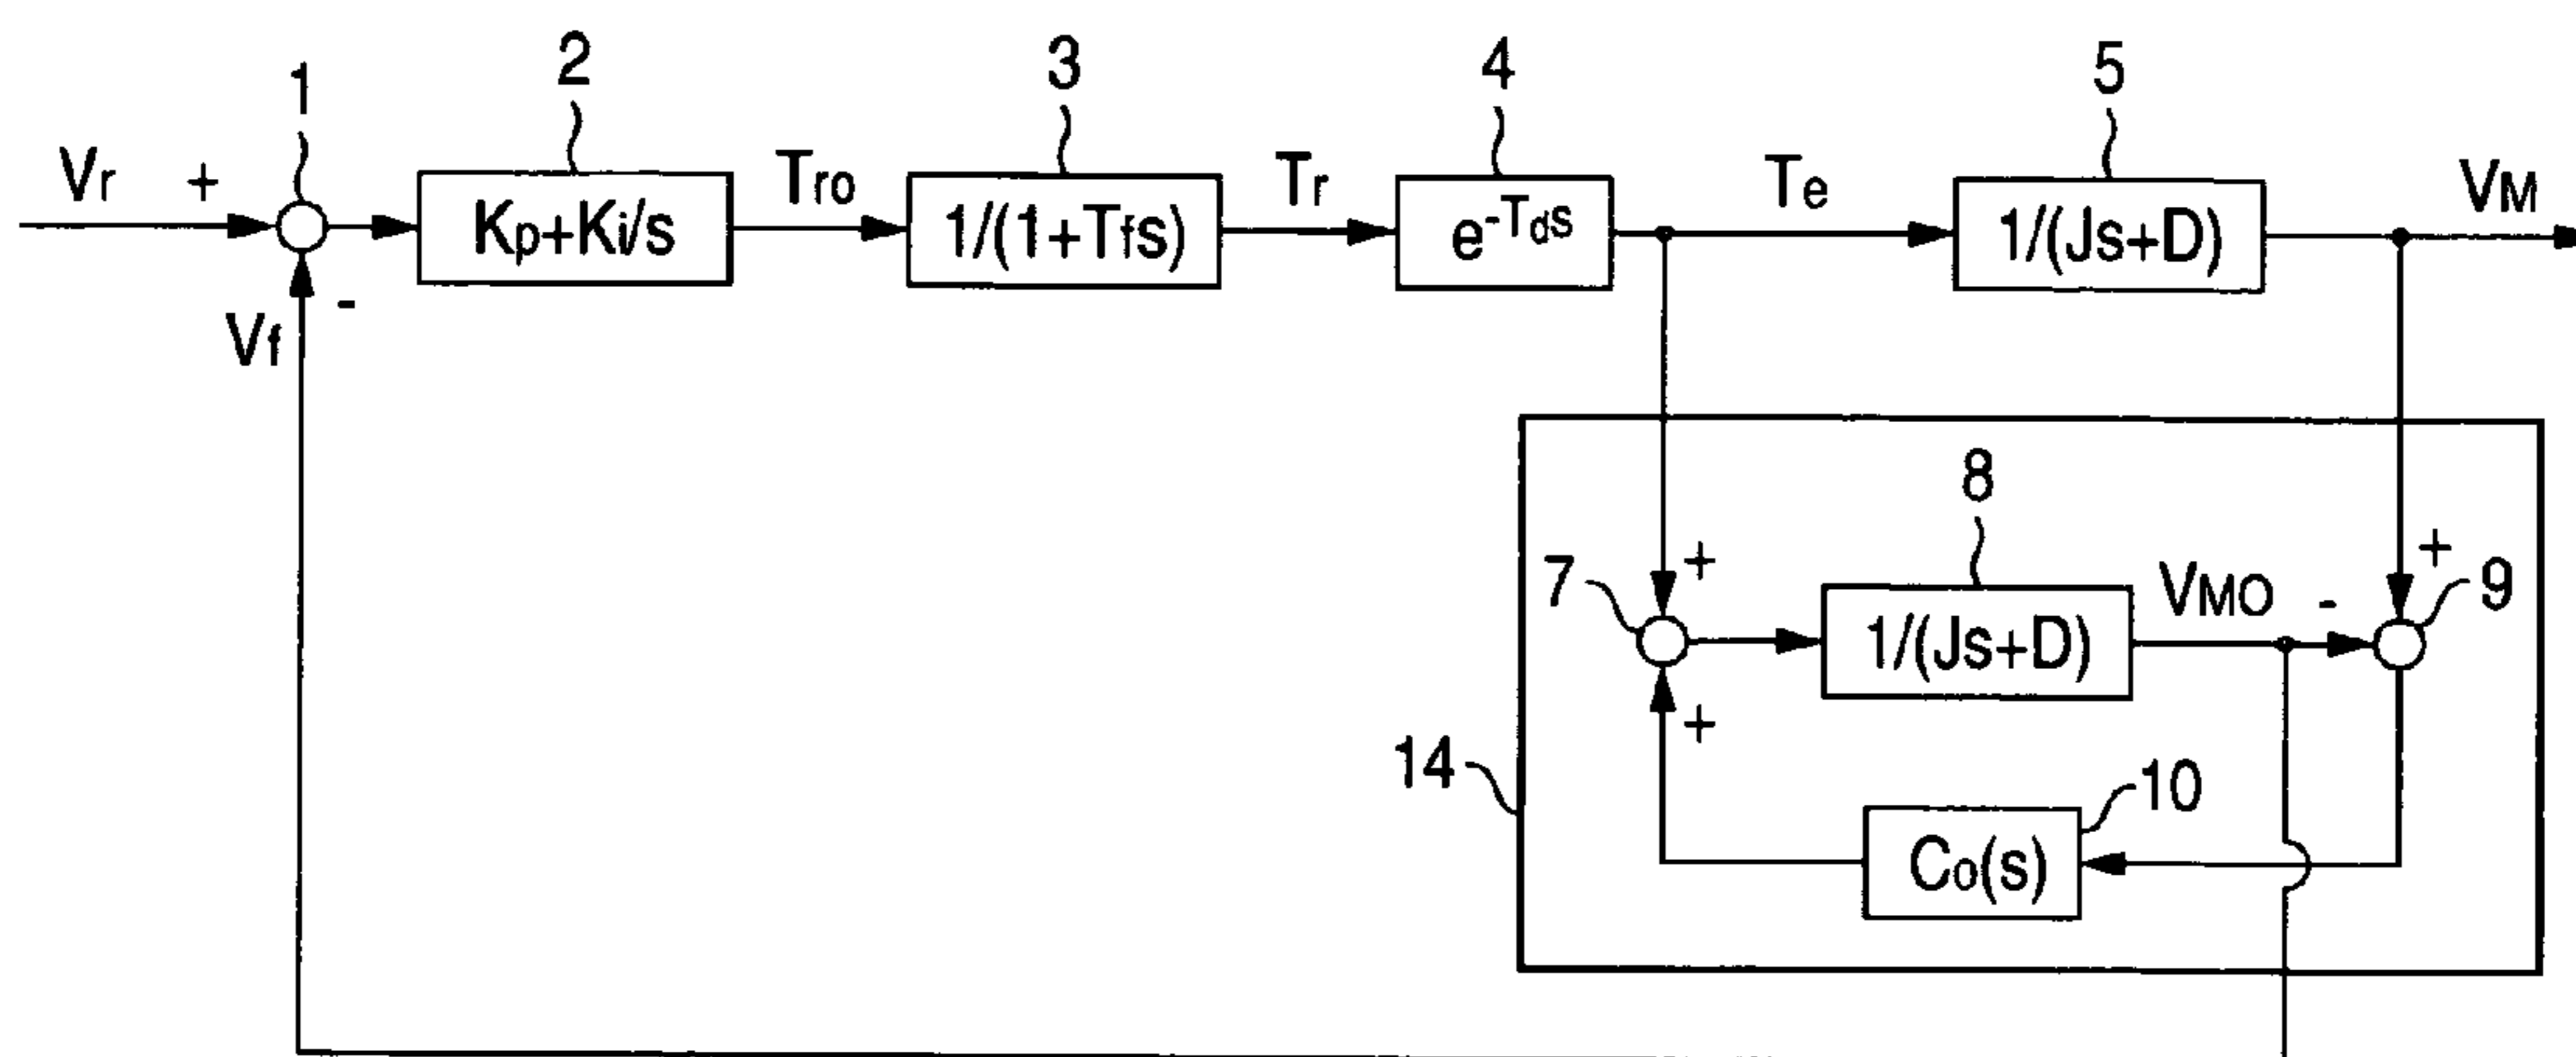 1
2
3
4
5
Vr
+
Kp+Ki/s
Tro
1/(1+Tfs)
Tr
e-Tds
Te
1/(Js+D)
VM
Vf
-
7
+
8
1/(Js+D)
VMO
-
+
9
+
14
10
Co(s)